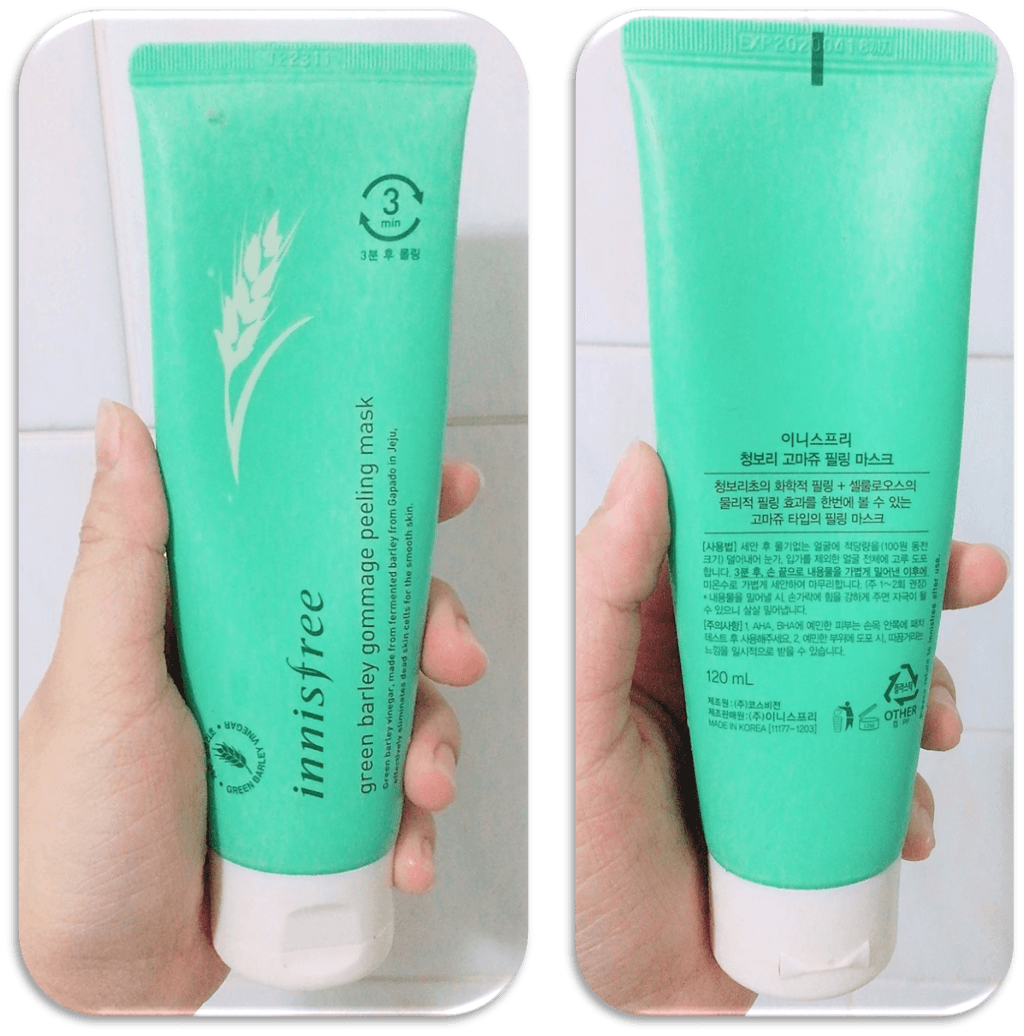 3
min
3분 후 롤링
innisfree
green barley gommage peeling mask
Green barley vinegar, made from fermented barley from Gapado in Jeju,
effectively eliminates dead skin cells for the smooth skin.
GREEN BARLEY VINEGAR
이니스프리
청보리 고마쥬 필링 마스크
청보리초의 화학적 필링 + 셀룰로오스의
물리적 필링 효과를 한번에 볼 수 있는
고마쥬 타입의 필링 마스크
[사용법] 세안 후 물기없는 얼굴에 적당량을(100원 동전
크기) 덜어내어 눈가, 입가를 제외한 얼굴 전체에 고루 도포
합니다. 3분 후, 손 끝으로 내용물을 가볍게 밀어낸 이후에
미온수로 가볍게 세안하여 마무리합니다. (주 1~2회 권장)
* 내용물을 밀어낼 시, 손가락에 힘을 강하게 주면 자극이 될
수 있으니 살살 밀어냅니다.
[주의사항] 1. AHA, BHA에 예민한 피부는 손목 안쪽에 패치
테스트 후 사용해주세요. 2. 예민한 부위에 도포 시, 따끔거리는
느낌을 일시적으로 받을 수 있습니다.
120 mL
제조원 : (주)코스비전
제조판매원 : (주)이니스프리
MADE IN KOREA [11177-1203]
12M
플라스틱
OTHER
to innisfree after use.